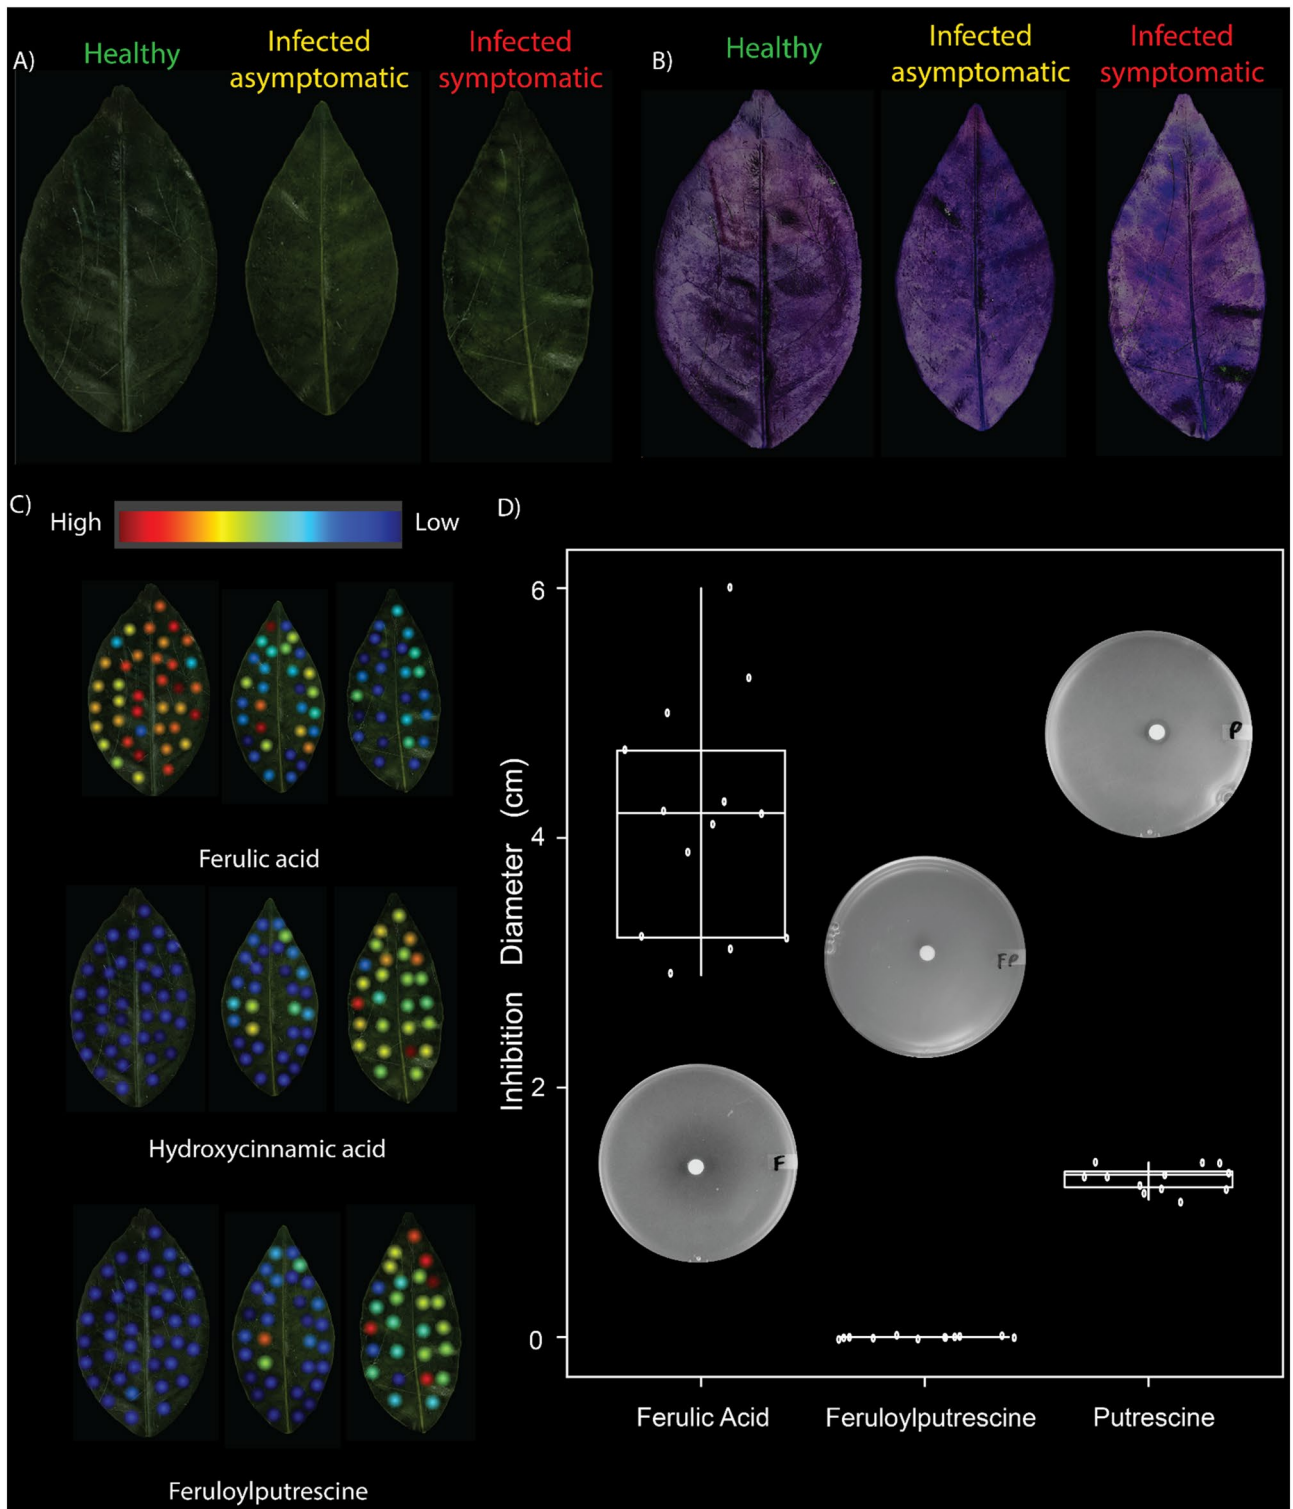 A)
Healthy
Infected
asymptomatic
Infected
symptomatic
B)
Healthy
Infected
asymptomatic
Infected
symptomatic
C)
High
Low
Ferulic acid
Hydroxycinnamic acid
Feruloylputrescine
D)
Inhibition Diameter (cm)
6
4
2
0
P
FP
F
Ferulic Acid
Feruloylputrescine
Putrescine